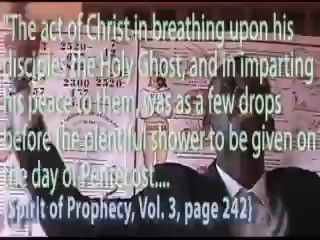 "The act of Christ in breathing upon his
disciples the Holy Ghost, and in imparting
his peace to them, was as a few drops
before the plentiful shower to be given on
the day of Pentecost....
{Spirit of Prophecy, Vol. 3, page 242}
2520
2300